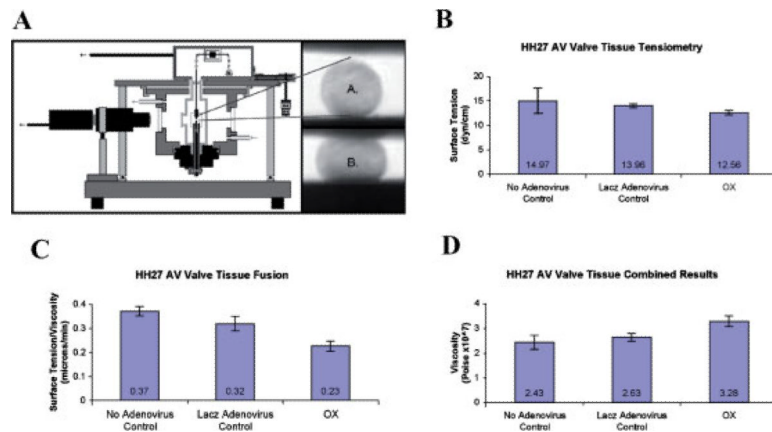 A
A.
B.
B
HH27 AV Valve Tissue Tensiometry
Surface Tension
(dyn/cm)
20
15
10
5
0
14.97
13.96
12.56
No Adenovirus
Control
Lacz Adenovirus
Control
OX
C
HH27 AV Valve Tissue Fusion
Surface Tension/Viscosity
(microns/min)
0.4
0.3
0.2
0.1
0
0.37
0.32
0.23
No Adenovirus
Control
Lacz Adenovirus
Control
OX
D
HH27 AV Valve Tissue Combined Results
Viscosity
(Poise x10^7)
4
3
2
1
0
2.43
2.63
3.28
No Adenovirus
Control
Lacz Adenovirus
Control
OX